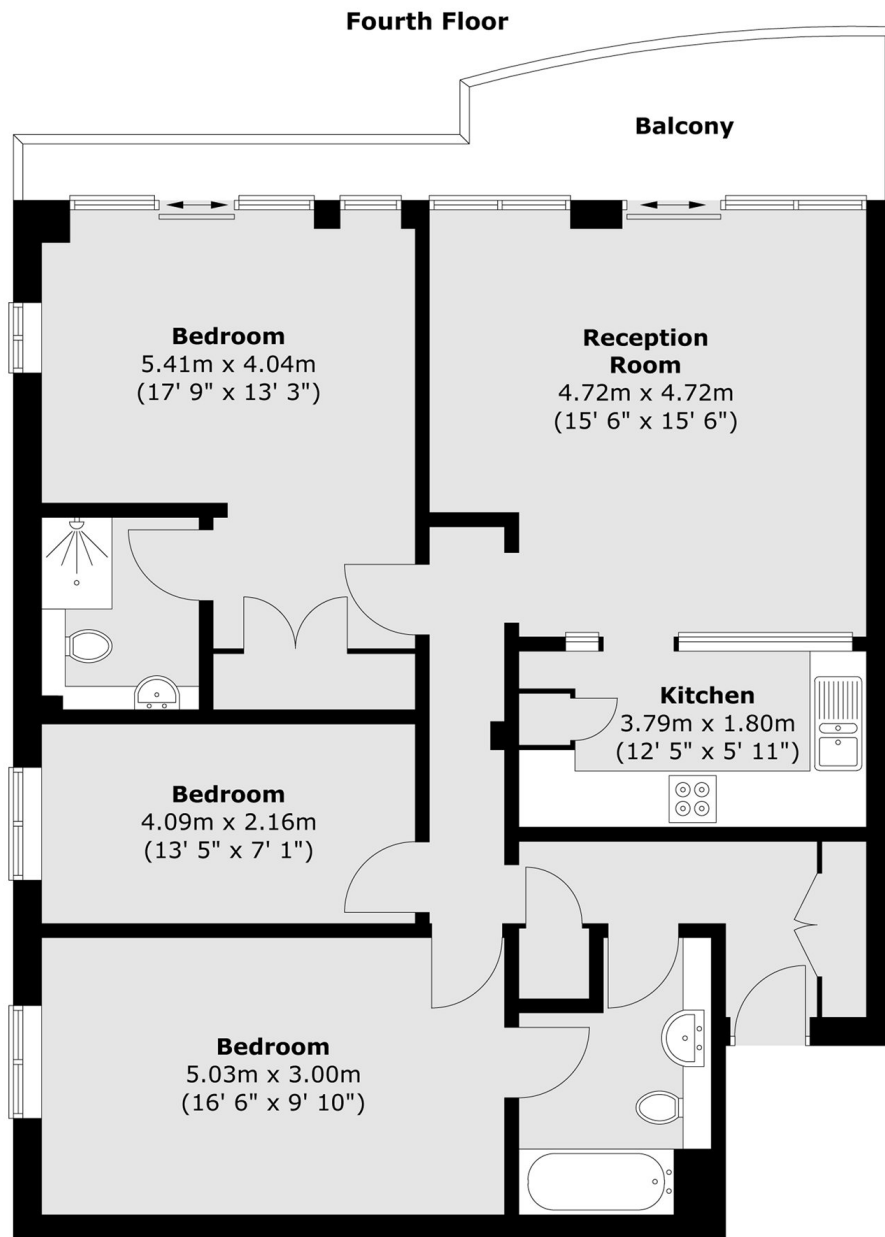 Fourth Floor
Balcony
Bedroom
5.41m x 4.04m
(17' 9" x 13' 3")
Reception
Room
4.72m x 4.72m
(15' 6" x 15' 6")
Kitchen
3.79m x 1.80m
(12' 5" x 5' 11")
Bedroom
4.09m x 2.16m
(13' 5" x 7' 1")
Bedroom
5.03m x 3.00m
(16' 6" x 9' 10")